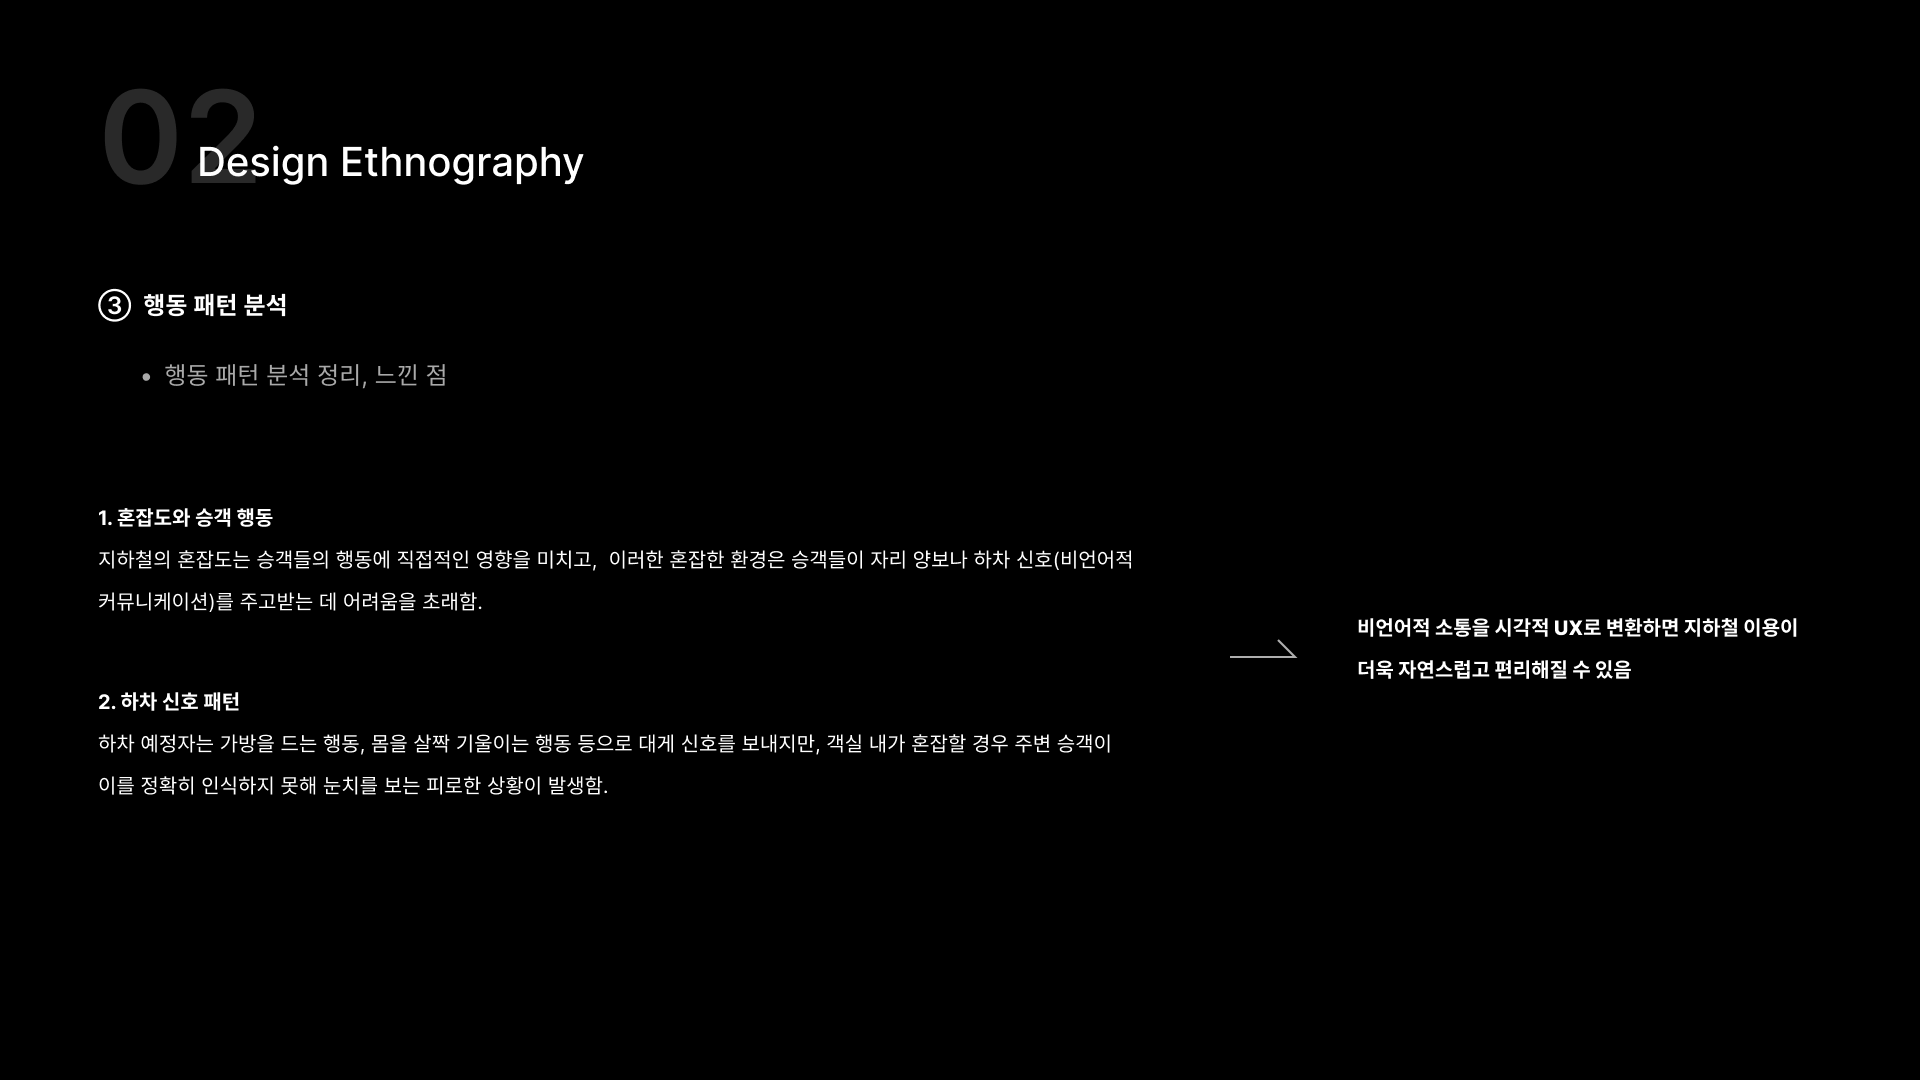 02
Design Ethnography
③ 행동 패턴 분석
• 행동 패턴 분석 정리, 느낀 점
1. 혼잡도와 승객 행동
지하철의 혼잡도는 승객들의 행동에 직접적인 영향을 미치고,  이러한 혼잡한 환경은 승객들이 자리 양보나 하차 신호(비언어적
커뮤니케이션)를 주고받는 데 어려움을 초래함.
2. 하차 신호 패턴
하차 예정자는 가방을 드는 행동, 몸을 살짝 기울이는 행동 등으로 대게 신호를 보내지만, 객실 내가 혼잡할 경우 주변 승객이
이를 정확히 인식하지 못해 눈치를 보는 피로한 상황이 발생함.
비언어적 소통을 시각적 UX로 변환하면 지하철 이용이
더욱 자연스럽고 편리해질 수 있음